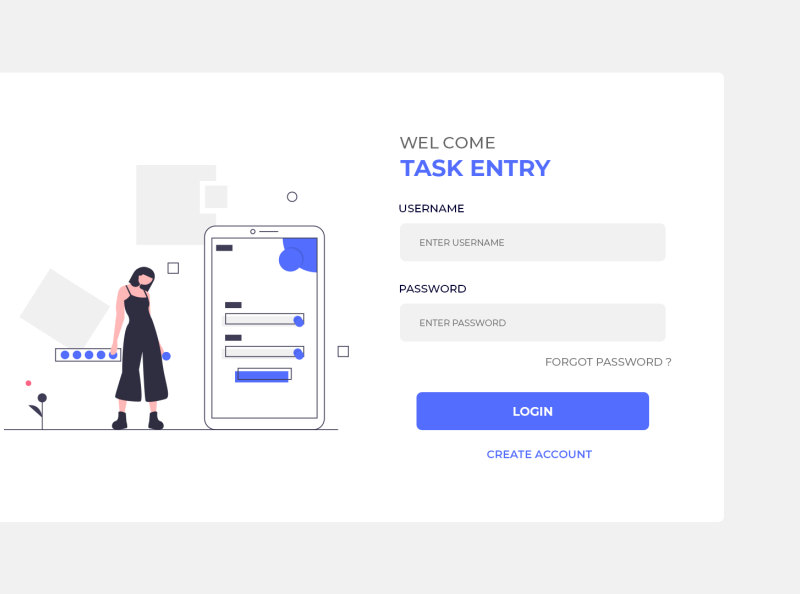 WEL COME
TASK ENTRY
USERNAME
ENTER USERNAME
PASSWORD
ENTER PASSWORD
FORGOT PASSWORD ?
LOGIN
CREATE ACCOUNT